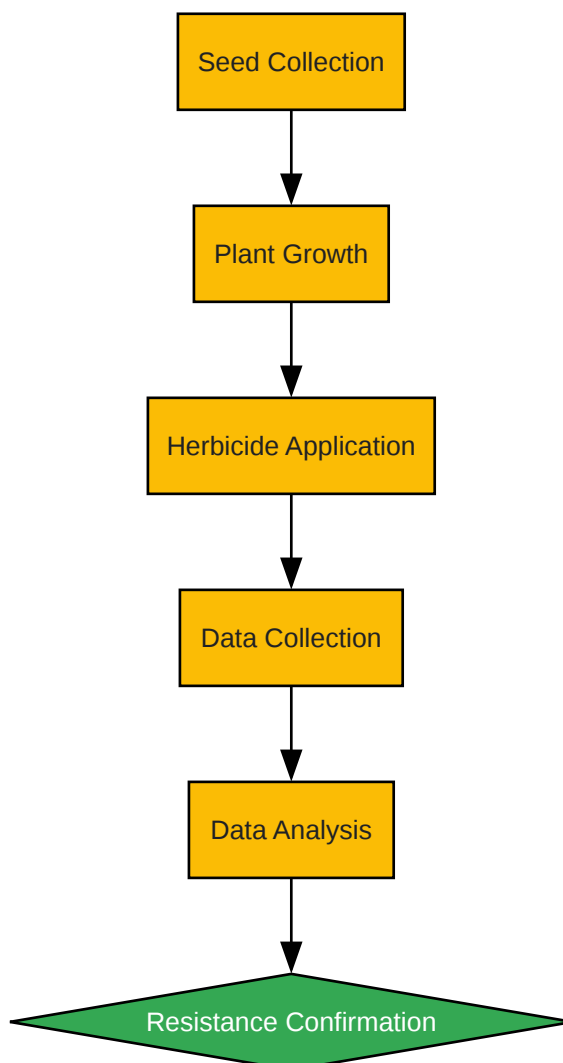 Seed Collection
Plant Growth
Herbicide Application
Data Collection
Data Analysis
Resistance Confirmation